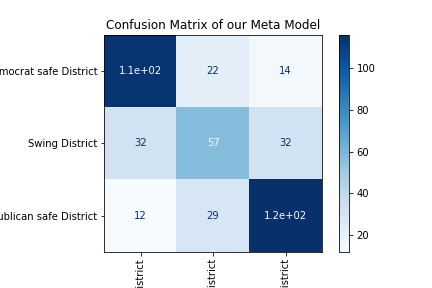 Confusion Matrix of our Meta Model
mocrat safe District
1.1e+02 22 14
100
80
Swing District
32 57 32
60
40
ublican safe District
12 29 1.2e+02
20
istrict istrict istrict